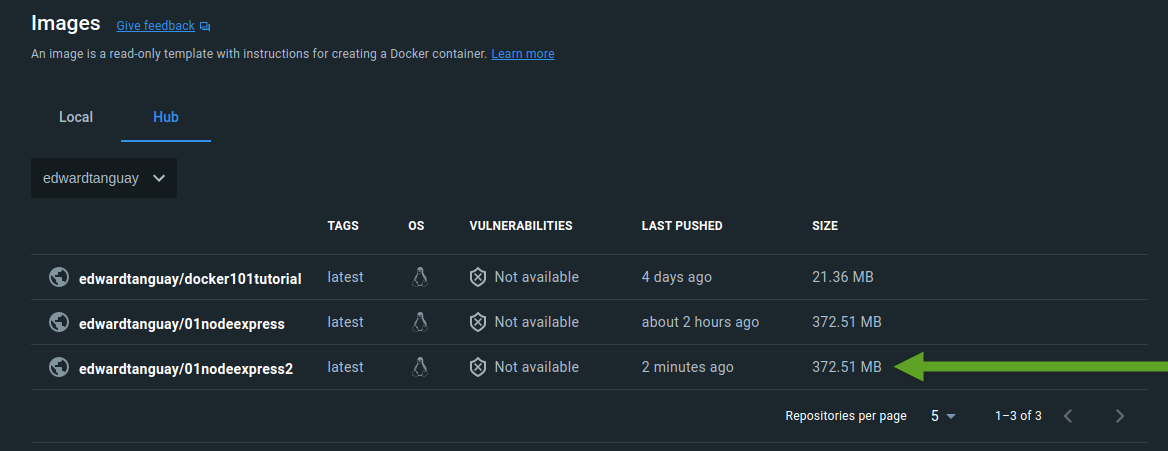 Images Give feedback
An image is a read-only template with instructions for creating a Docker container. Learn more
Local Hub
edwardtanguay
TAGS OS VULNERABILITIES LAST PUSHED SIZE
edwardtanguay/docker101tutorial latest Not available 4 days ago 21.36 MB
edwardtanguay/01nodeexpress latest Not available about 2 hours ago 372.51 MB
edwardtanguay/01nodeexpress2 latest Not available 2 minutes ago 372.51 MB
Repositories per page 5 1–3 of 3